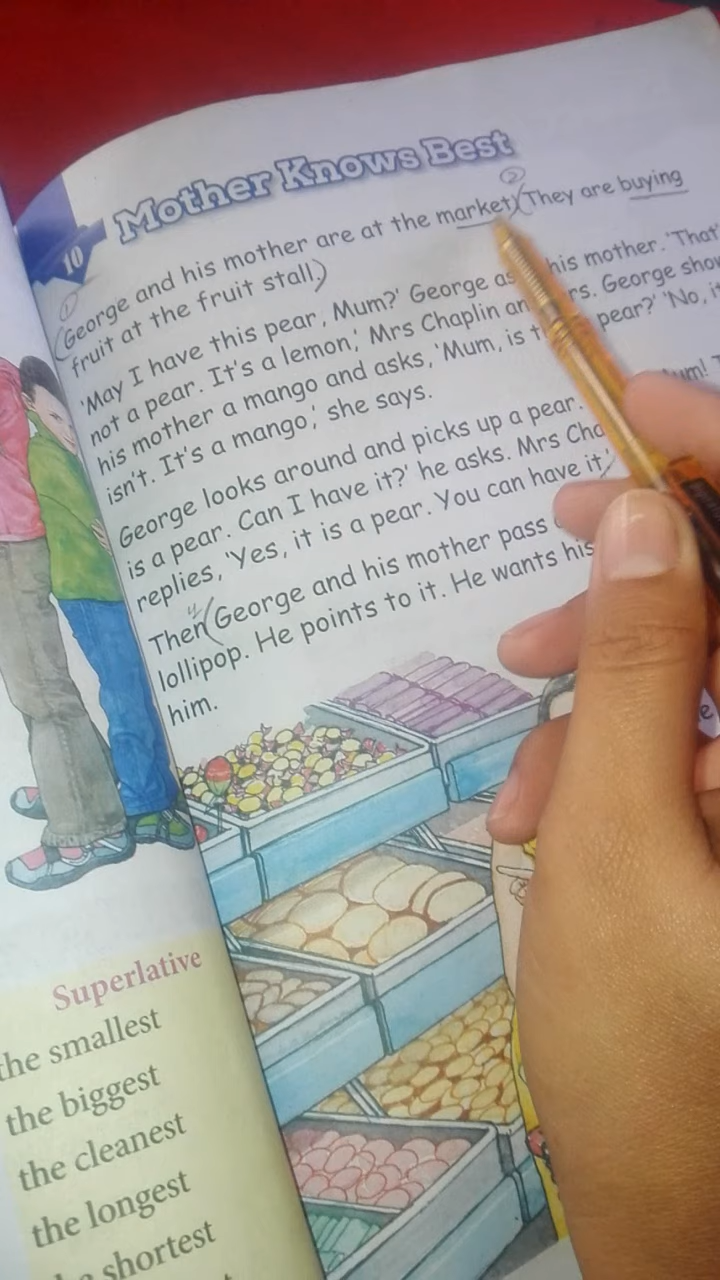 Mother Knows Best
10
1
2
(George and his mother are at the market)(They are buying
fruit at the fruit stall.)
'May I have this pear, Mum?' George his mother. 'That'
not a pear. It's a lemon,' Mrs Chaplin George
his mother a mango and asks, 'Mum, is pear?' 'No,
isn't. It's a mango,' she says.
George looks around and picks up a pear.
is a pear. Can I have it?' he asks. Mrs
replies, 'Yes, it is a pear. You can have it,'
4
Then(George and his mother pass
lollipop. He points to it. He wants his
him.
Superlative
the smallest
the biggest
the cleanest
the longest
shortest